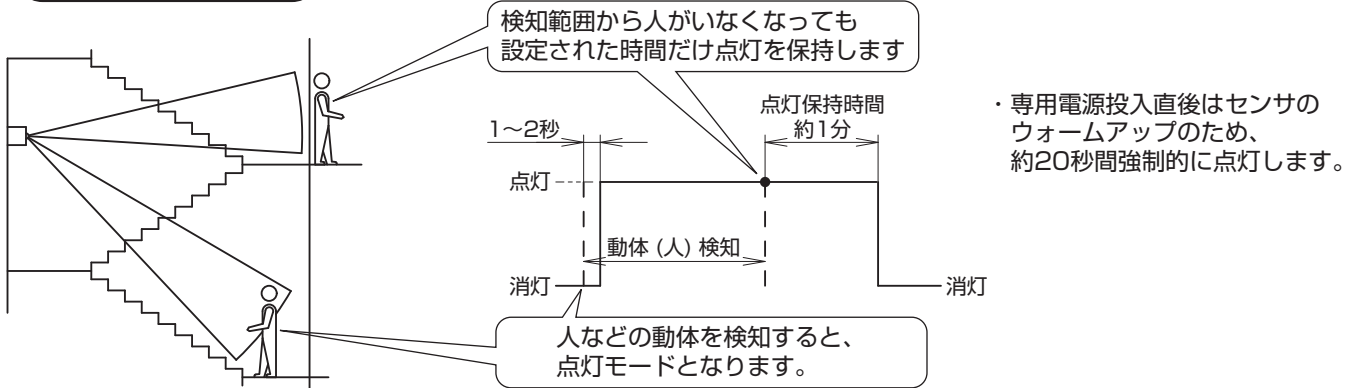 検知範囲から人がいなくなっても
設定された時間だけ点灯を保持します
点灯保持時間
約1分
1～2秒
点灯
動体 (人) 検知
消灯
消灯
人などの動体を検知すると、
点灯モードとなります。
・専用電源投入直後はセンサの
ウォームアップのため、
約20秒間強制的に点灯します。